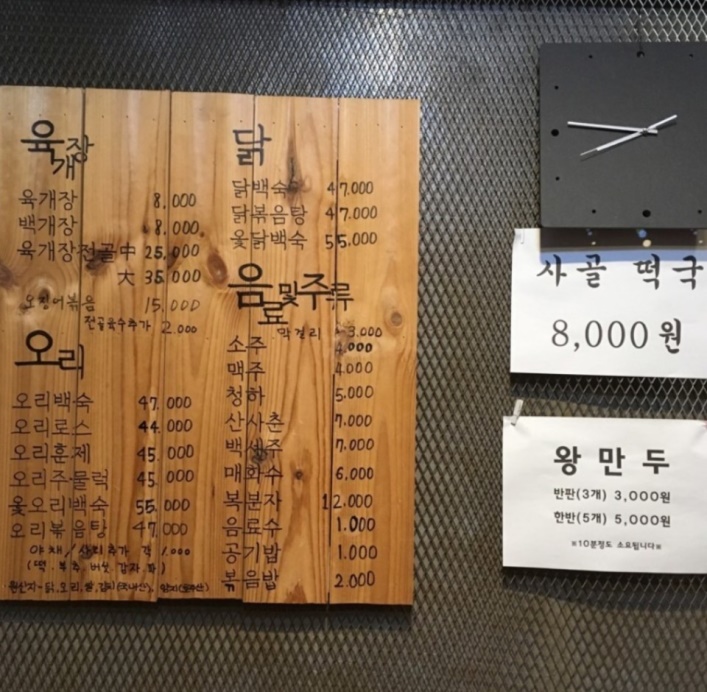 육개장
육개장 8,000
백개장 8,000
육개장전골中 25,000
大 35,000
오징어볶음 15,000
전골육수추가 2,000
오리
오리백숙 47,000
오리로스 44,000
오리훈제 45,000
오리주물럭 45,000
옻오리백숙 55,000
오리볶음탕 47,000
야채/사리추가 각 1,000
(떡.부추.버섯.감자.파)
원산지-닭,오리,쌀,김치(국내산),
닭
닭백숙 47,000
닭볶음탕 47,000
옻닭백숙 55,000
음료및주류
막걸리 3,000
소주 4,000
맥주 4,000
청하 5,000
산사춘 7,000
백세주 7,000
매화수 6,000
복분자 12,000
음료수 1,000
공기밥 1,000
볶음밥 2,000
사골 떡국
8,000원
왕만두
반판(3개) 3,000원
한반(5개) 5,000원
※10분정도 소요됩니다※